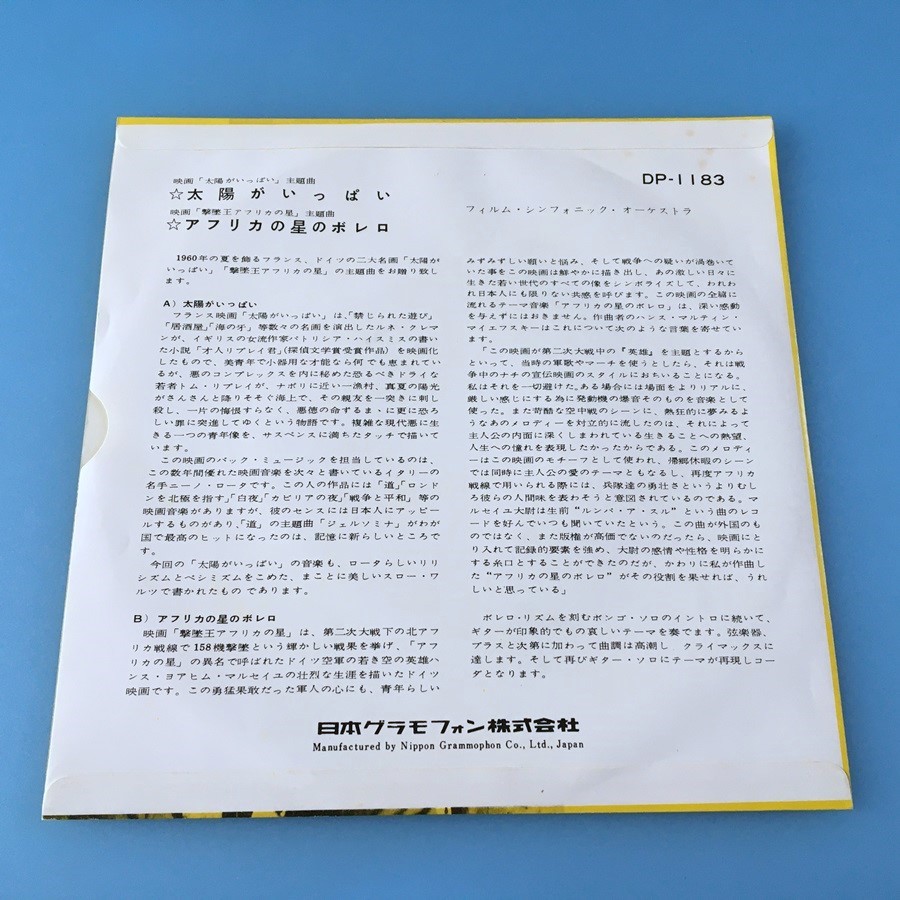 映画「太陽がいっぱい」主題曲
☆太陽がいっぱい
映画「撃墜王アフリカの星」主題曲
☆アフリカの星のボレロ
DP-1183
フィルム・シンフォニック・オーケストラ
1960年の夏を飾るフランス、ドイツの二大名画「太陽が
いっぱい」「撃墜王アフリカの星」の主題曲をお贈り致し
ます。
A）太陽がいっぱい
フランス映画「太陽がいっぱい」は、「禁じられた遊び」
「居酒屋」「海の牙」等数々の名画を演出したルネ・クレマ
ンが、イギリスの女流作家パトリシア・ハイスミスの書い
た小説「才人リプレイ君」（探偵文学賞受賞作品）を映画化
したもので、美青年で小器用な才能なら何でも恵まれてい
るが、悪のコンプレックスを内に秘めた恐るべきドライな
若者トム・リプレイが、ナポリに近い一漁村、真夏の陽光
がさんさんと降りそそぐ海上で、その親友を一突きに刺し
殺し、一片の悔恨すらなく、悪徳の命ずるまゝに更に恐ろ
しい罪に突進してゆくという物語です。複雑な現代悪に生
きる一つの青年像を、サスペンスに満ちたタッチで描いて
います。
この映画のバック・ミュージックを担当しているのは、
この数年間優れた映画音楽を次々と書いているイタリーの
名手ニーノ・ロータです。この人の作品には「道」「ロンド
ンを北極を指す」「白夜」「カビリアの夜」「戦争と平和」等の
映画音楽がありますが、彼のセンスには日本人にアッピー
ルするものがあり、「道」の主題曲「ジェルソミナ」がわが
国で最高のヒットになったのは、記憶に新らしいところで
す。
今回の「太陽がいっぱい」の音楽も、ロータらしいリリ
シズムとペシミズムをこめた、まことに美しいスロー・ワ
ルツで書かれたものであります。
B）アフリカの星のボレロ
映画「撃墜王アフリカの星」は、第二次大戦下の北アフ
リカ戦線で158機撃墜という輝かしい戦果を挙げ、「アフ
リカの星」の異名で呼ばれたドイツ空軍の若き空の英雄ハ
ンス・ヨアヒム・マルセイユの壮烈な生涯を描いたドイツ
映画です。この勇猛果敢だった軍人の心にも、青年らしい
みずみずしい願いと悩み、そして戦争への疑いが渦巻いて
いた事をこの映画は鮮やかに描き出し、あの激しい日々に
生きた若い世代のすべての像をシンボライズして、われわ
れ日本人にも限りない共感を呼びます。この映画の全篇に
流れるテーマ音楽「アフリカの星のボレロ」は、深い感動
を与えずにはおきません。作曲者のハンス・マルティン・
マイエフスキーはこれについて次のような言葉を寄せてい
ます。
「この映画が第二次大戦中の『英雄』を主題とするから
といって、当時の軍歌やマーチを使うとしたら、それは戦
争中のナチの宣伝映画のスタイルにおちいることになる。
私はそれを一切避けた。ある場合には場面をよりリアルに、
厳しい感じにする為に発動機の爆音そのものを音楽として
使った。また苛酷な空中戦のシーンに、熱狂的に夢みるよ
うなあのメロディーを対立的に流したのは、それによって
主人公の内面に深くしまわれている生きることへの熱望、
人生への憧れを表現したかったからである。このメロディ
ーはこの映画のモチーフとして使われ、帰郷休暇のシーン
では同時に主人公の愛のテーマともなるし、再度アフリカ
戦線で用いられる際には、兵隊達の勇壮さというよりむし
ろ彼らの人間味を表わそうと意図されているのである。マ
ルセイユ大尉は生前“ルンバ・ア・スル”という曲のレコ
ードを好んでいつも聞いていたという。この曲が外国のも
のではなく、また版権が高価でないのだったら、映画にと
り入れて記録的要素を強め、大尉の感情や性格を明らかに
する糸口とすることができたのだが、かわりに私が作曲し
た“アフリカの星のボレロ”がその役割を果せれば、うれ
しいと思っている」
ボレロ・リズムを刻むボンゴ・ソロのイントロに続いて、
ギターが印象的でもの哀しいテーマを奏でます。弦楽器、
ブラスと次第に加わって曲調は高潮し、クライマックスに
達します。そして再びギター・ソロにテーマが再現しコー
ダとなります。
日本グラモフォン株式会社
Manufactured by Nippon Grammophon Co., Ltd., Japan